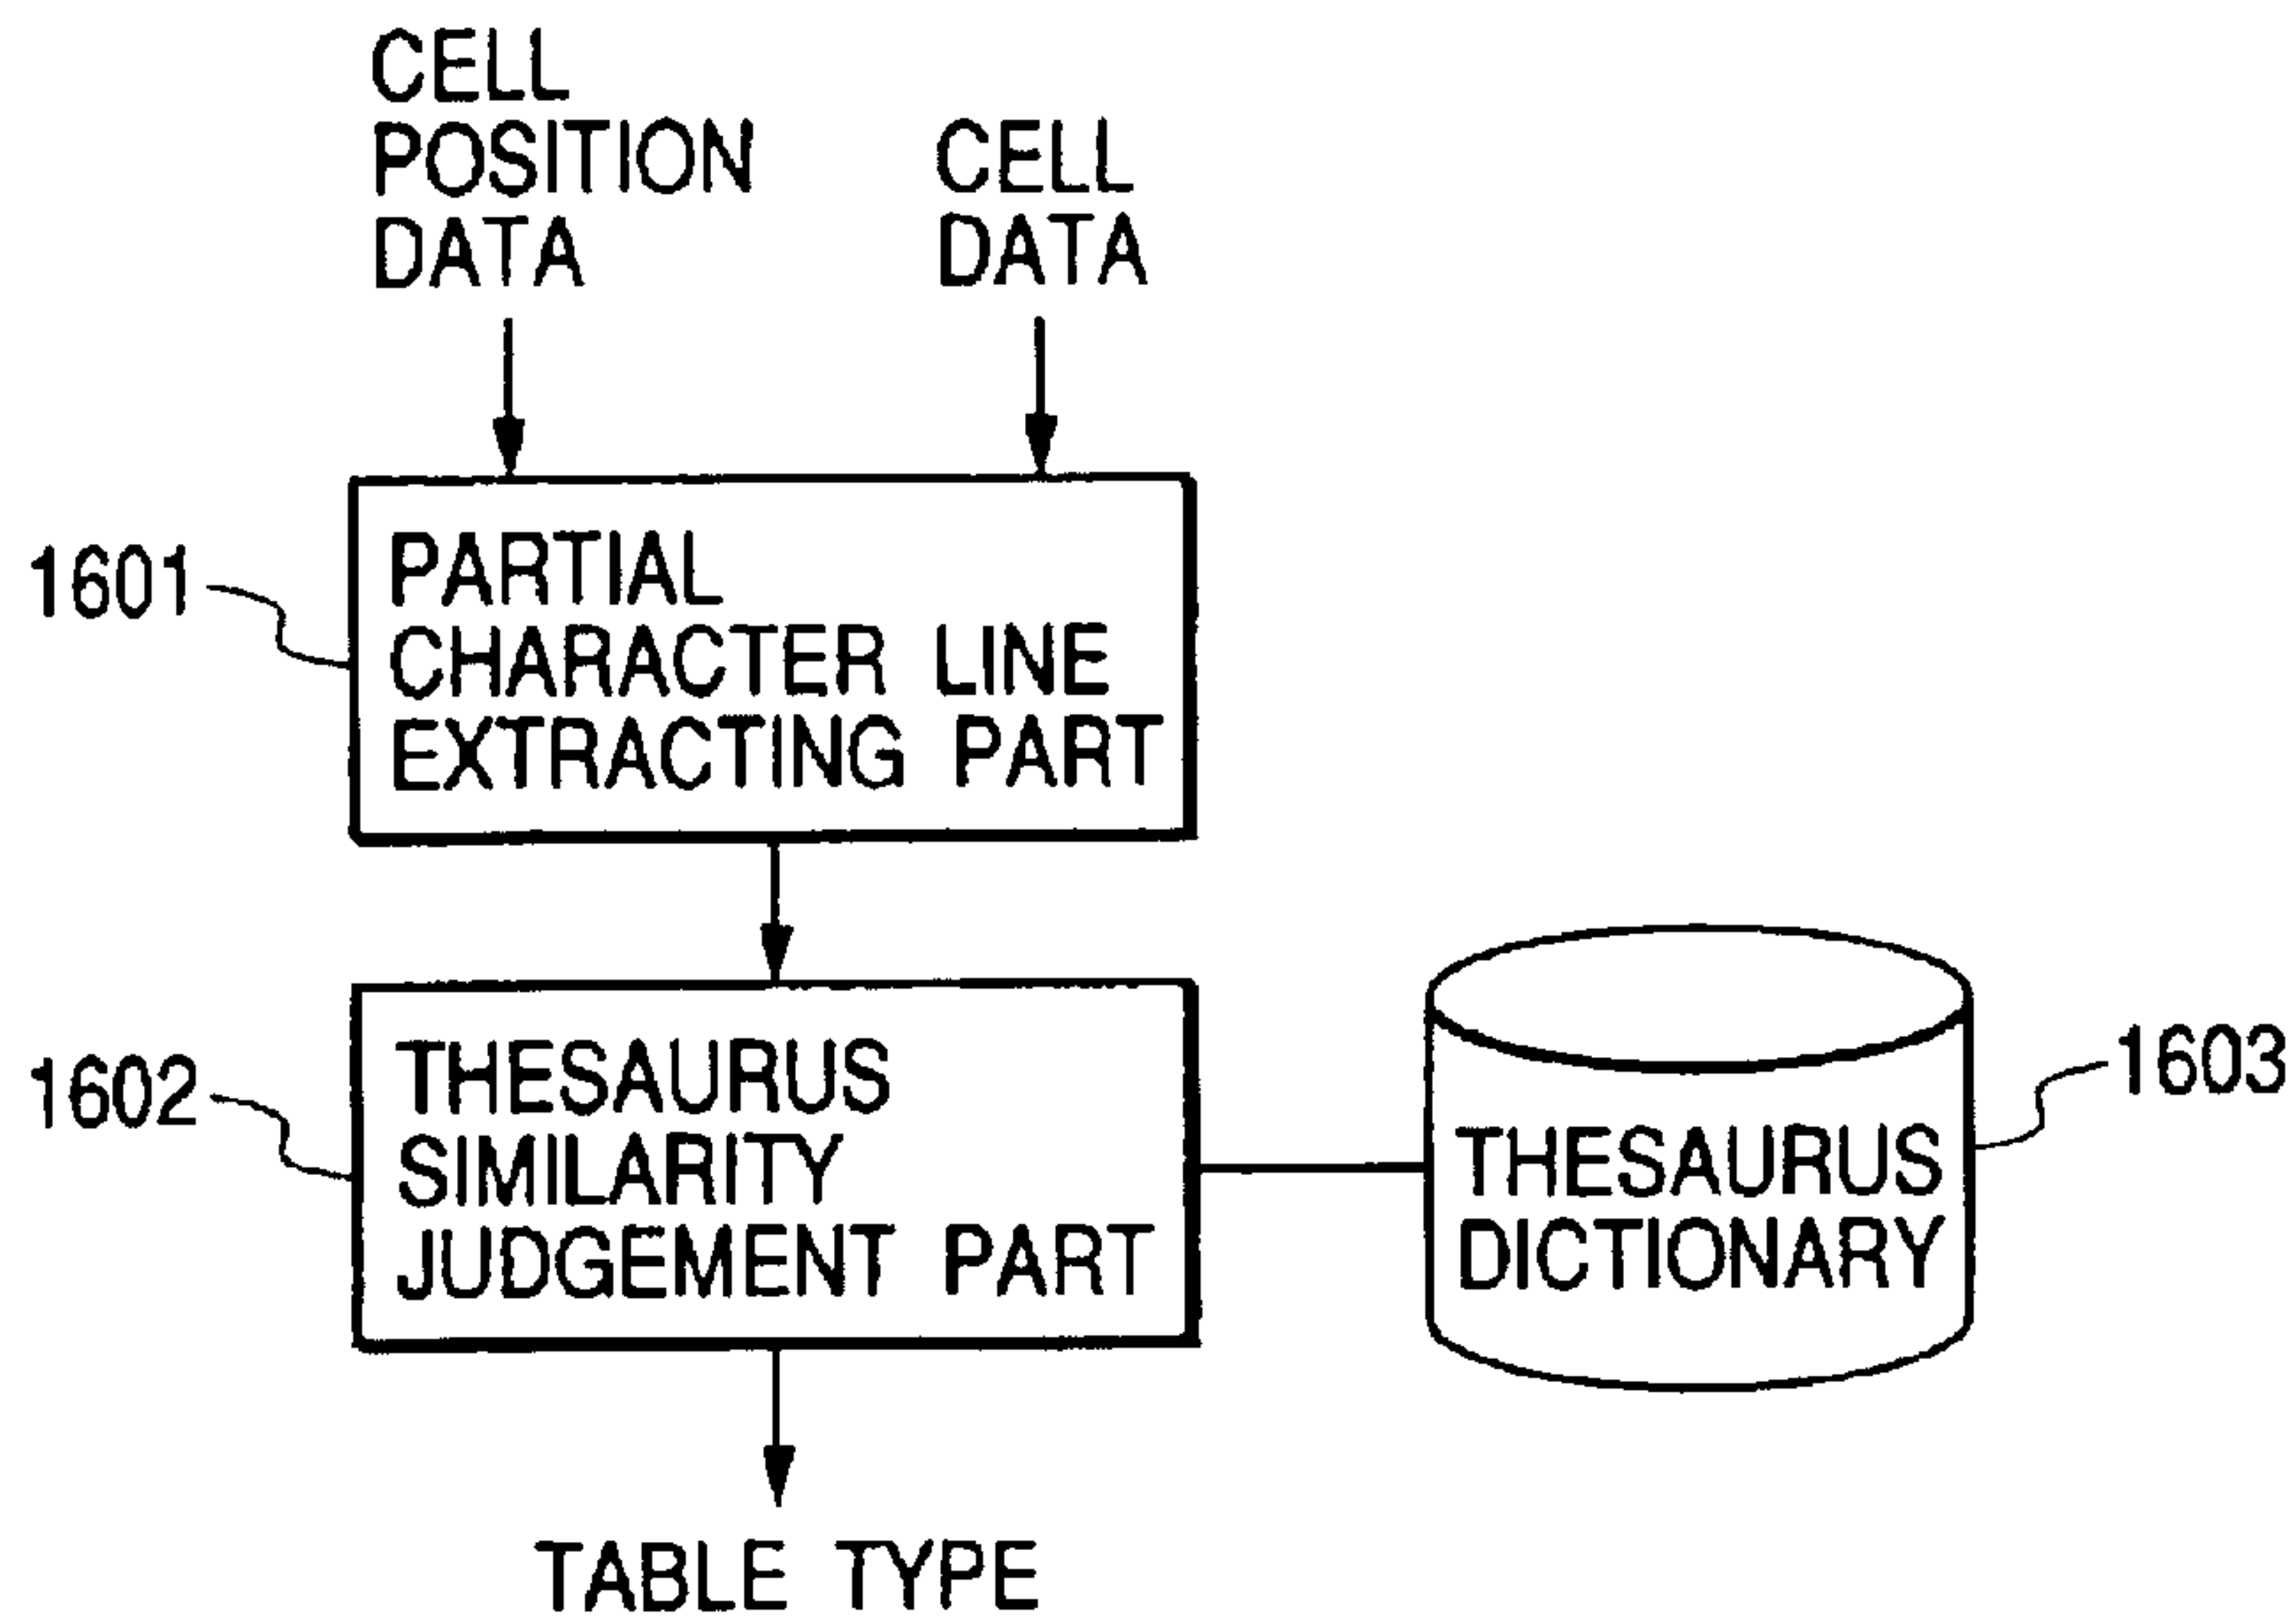 CELL
POSITION
DATA
CELL
DATA
1601
PARTIAL
CHARACTER LINE
EXTRACTING PART
1602
THESAURUS
SIMILARITY
JUDGEMENT PART
THESAURUS
DICTIONARY
1603
TABLE TYPE